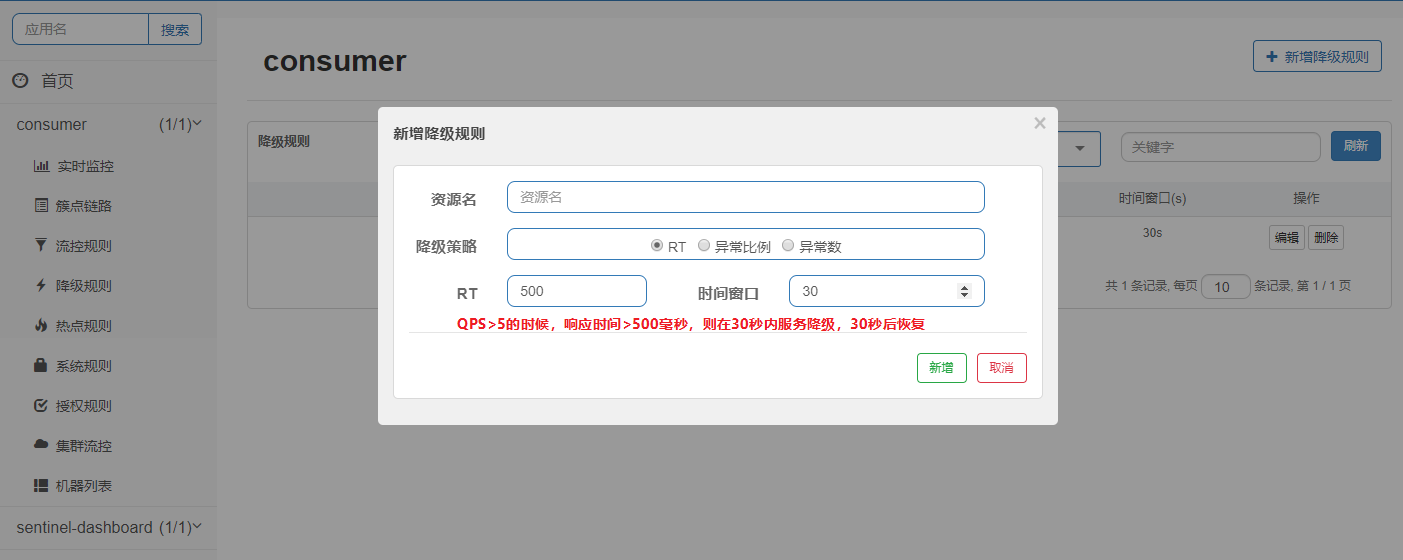 应用名 搜索
首页
consumer (1/1)
实时监控
簇点链路
流控规则
降级规则
热点规则
系统规则
授权规则
集群流控
机器列表
sentinel-dashboard (1/1)
consumer
新增降级规则
降级规则
关键字 刷新
时间窗口(s) 操作
30s 编辑 删除
共 1 条记录, 每页 10 条记录, 第 1 / 1 页
新增降级规则 ×
资源名 资源名
降级策略 RT 异常比例 异常数
RT 500 时间窗口 30
QPS>5的时候，响应时间>500毫秒，则在30秒内服务降级，30秒后恢复
新增 取消